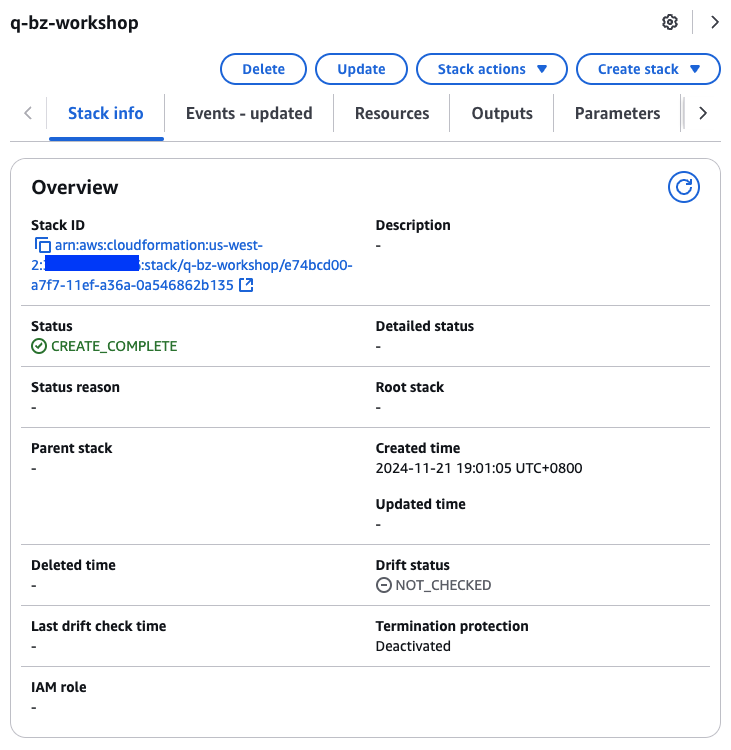 q-bz-workshop
Delete
Update
Stack actions
Create stack
Stack info
Events - updated
Resources
Outputs
Parameters
Overview
Stack ID
arn:aws:cloudformation:us-west-
2::stack/q-bz-workshop/e74bcd00-
a7f7-11ef-a36a-0a546862b135
Description
-
Status
CREATE_COMPLETE
Detailed status
-
Status reason
-
Root stack
-
Parent stack
-
Created time
2024-11-21 19:01:05 UTC+0800
Updated time
-
Deleted time
-
Drift status
NOT_CHECKED
Last drift check time
-
Termination protection
Deactivated
IAM role
-